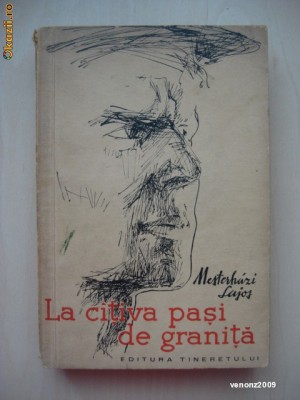 okazii.ro
Mesterházi
Lajos
La cîtiva pași
de graniță
EDITURA TINERETULUI
venonz2009